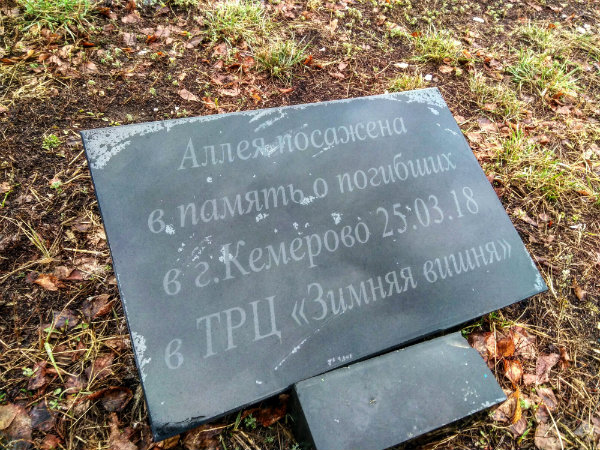 Аллея посажена
в память о погибших
в г.Кемерово 25.03.18
в ТРЦ «Зимняя вишня»